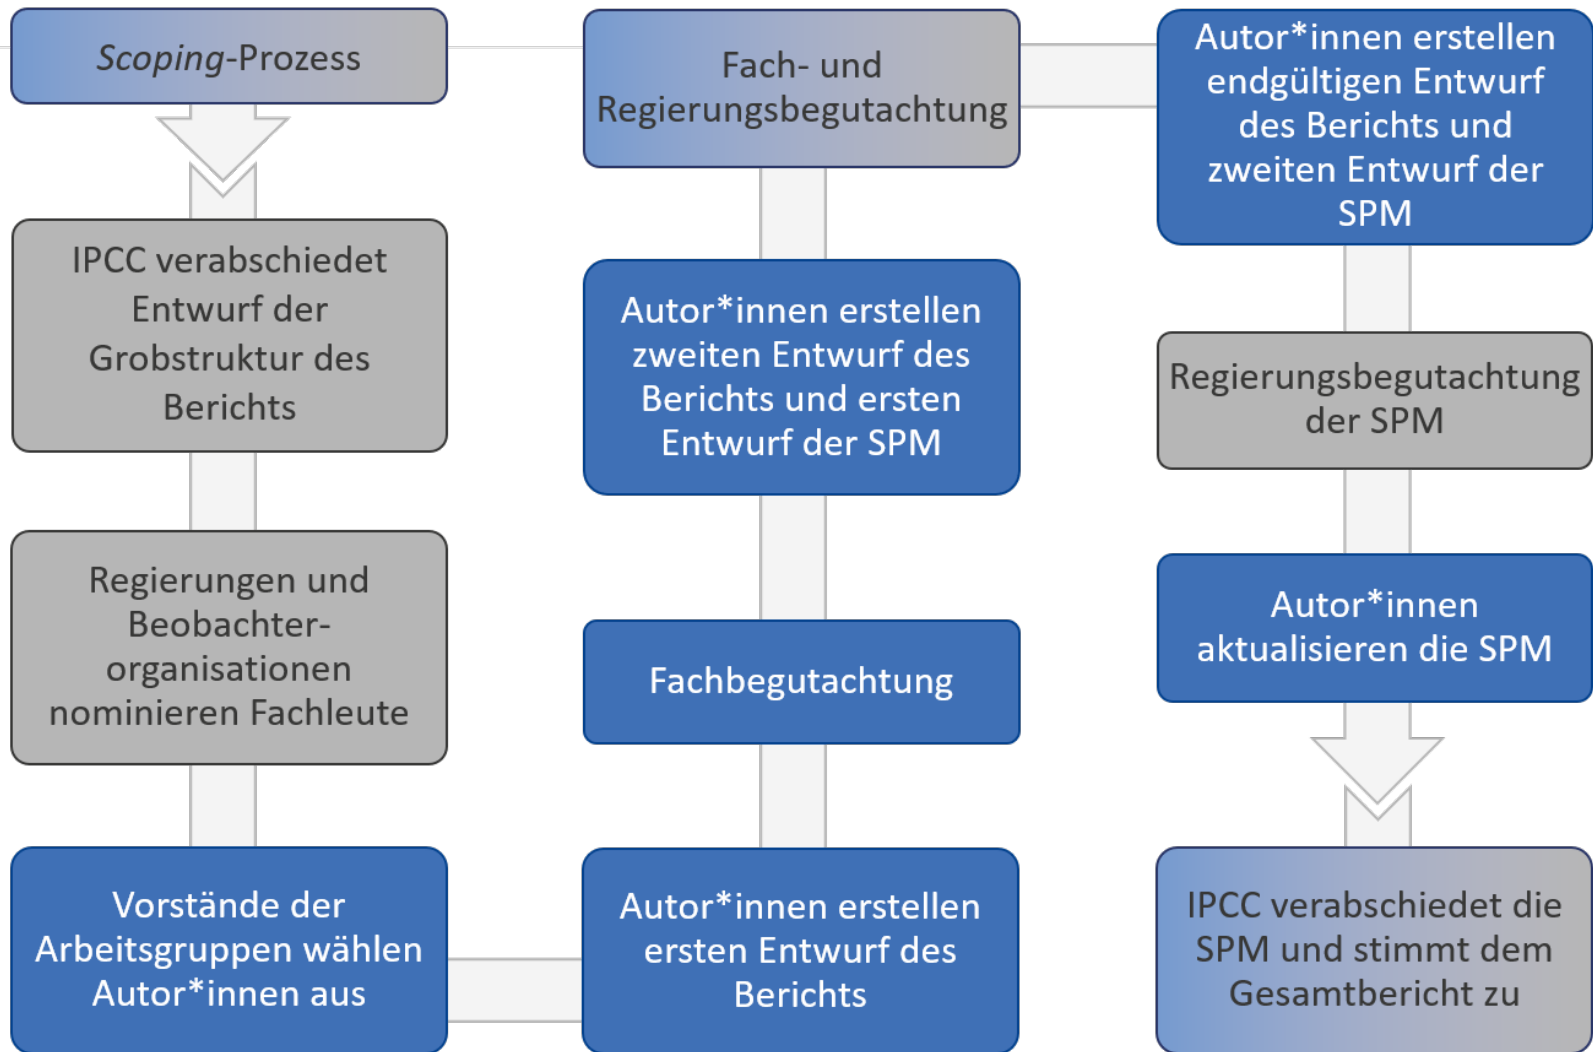 Scoping-Prozess
IPCC verabschiedet
Entwurf der
Grobstruktur des
Berichts
Regierungen und
Beobachter-
organisationen
nominieren Fachleute
Vorstände der
Arbeitsgruppen wählen
Autor*innen aus
Autor*innen erstellen
ersten Entwurf des
Berichts
Fachbegutachtung
Autor*innen erstellen
zweiten Entwurf des
Berichts und ersten
Entwurf der SPM
Fach- und
Regierungsbegutachtung
Autor*innen erstellen
endgültigen Entwurf
des Berichts und
zweiten Entwurf der
SPM
Regierungsbegutachtung
der SPM
Autor*innen
aktualisieren die SPM
IPCC verabschiedet die
SPM und stimmt dem
Gesamtbericht zu